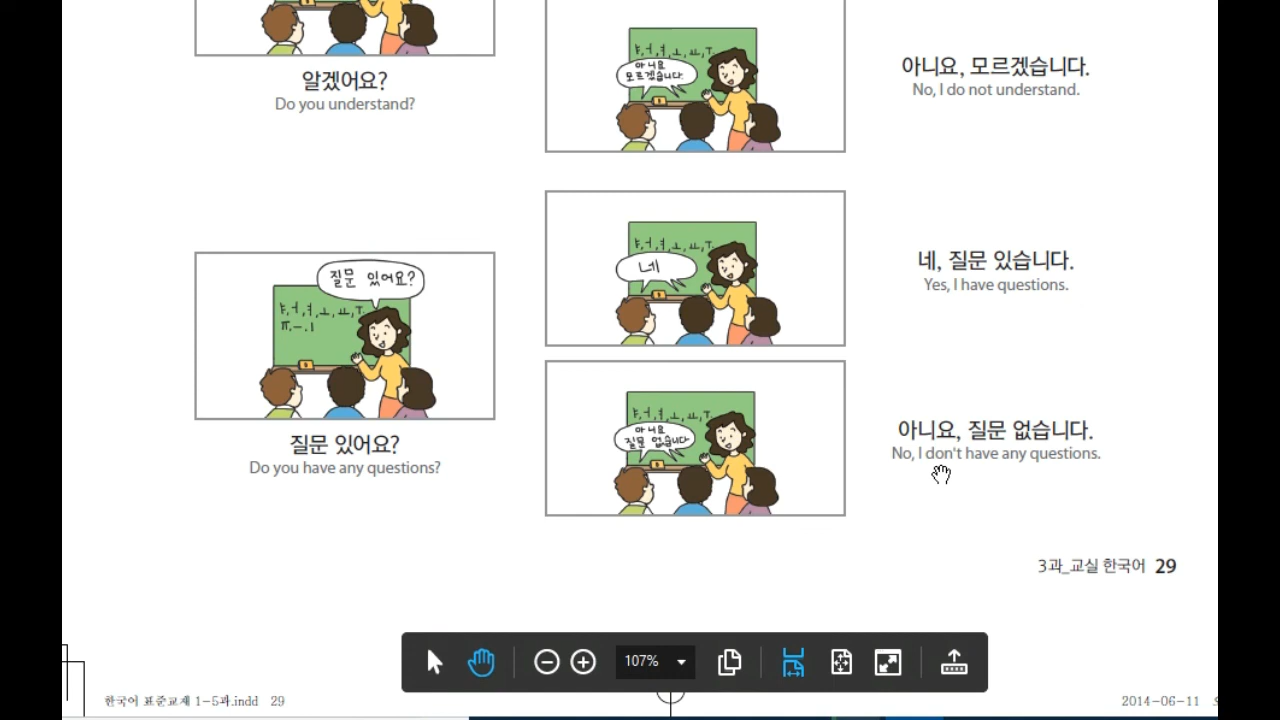 알겠어요?
Do you understand?
아니요
모르겠습니다.
아니요, 모르겠습니다.
No, I do not understand.
네
네, 질문 있습니다.
Yes, I have questions.
질문 있어요?
ㅑ,ㅓ,ㅕ,ㅗ,ㅛ,ㅜ,
ㅠ,ㅡ,ㅣ
질문 있어요?
Do you have any questions?
아니요
질문 없습니다
아니요, 질문 없습니다.
No, I don't have any questions.
3과_교실 한국어 29
107%
한국어 표준교재 1-5과.indd 29
2014-06-11